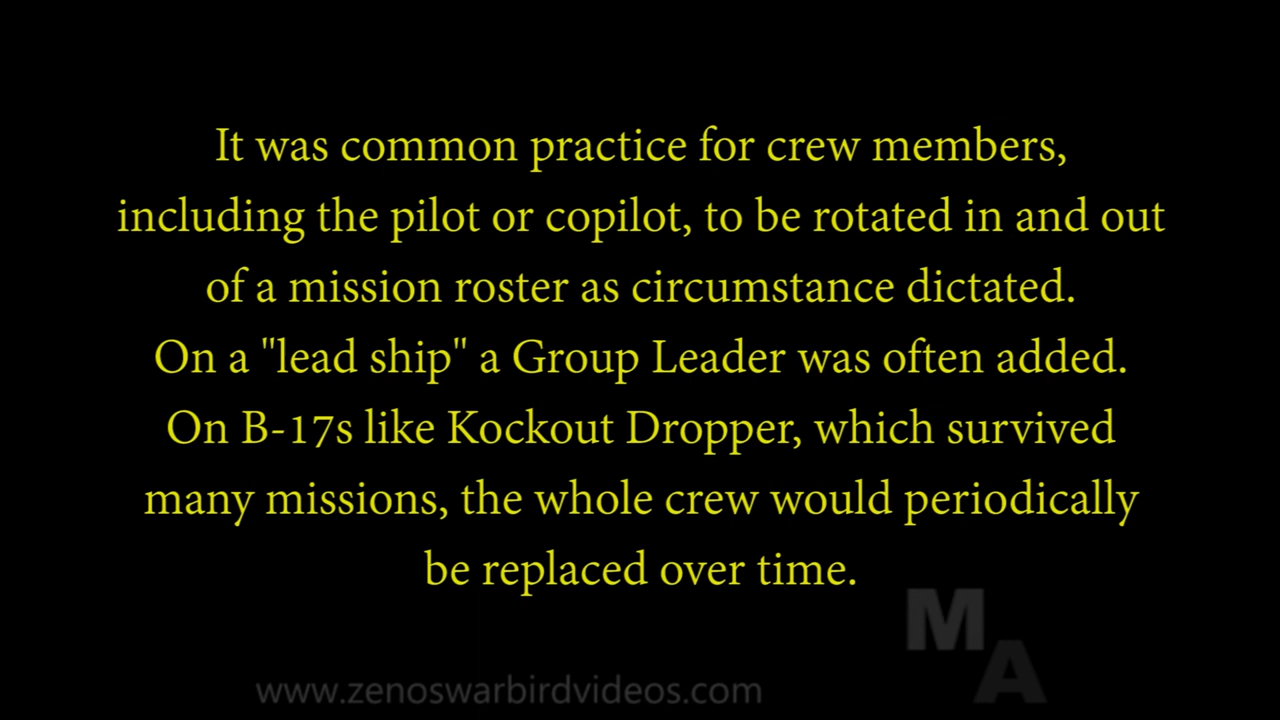 It was common practice for crew members,
including the pilot or copilot, to be rotated in and out
of a mission roster as circumstance dictated.
On a "lead ship" a Group Leader was often added.
On B-17s like Kockout Dropper, which survived
many missions, the whole crew would periodically
be replaced over time.
M
A
www.zenoswarbirdvideos.com